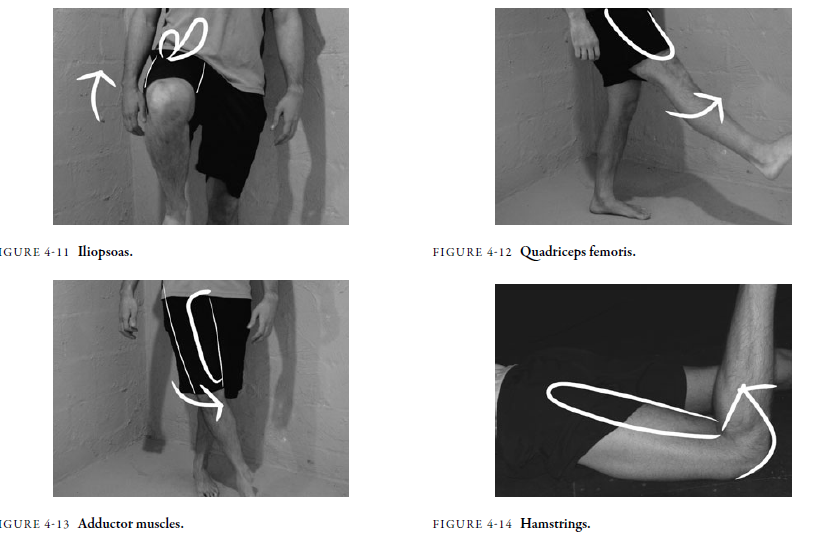 IGURE 4-11 Iliopsoas.
FIGURE 4-12 Quadriceps femoris.
IGURE 4-13 Adductor muscles.
FIGURE 4-14 Hamstrings.